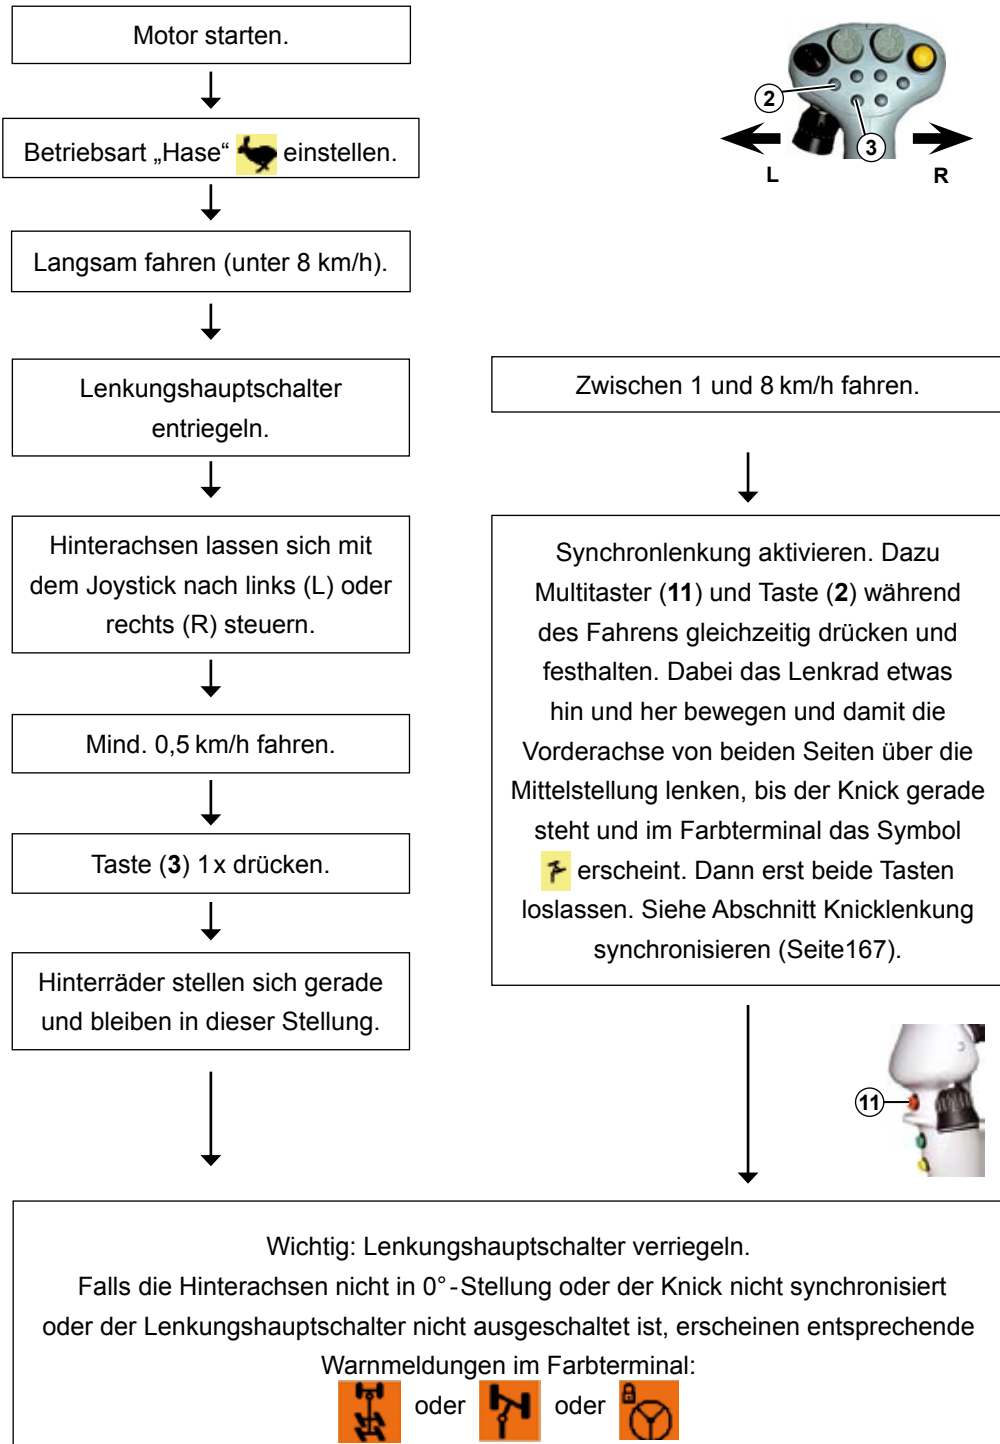 Motor starten.
Betriebsart „Hase“ einstellen.
Langsam fahren (unter 8 km/h).
Lenkungshauptschalter
entriegeln.
Hinterachsen lassen sich mit
dem Joystick nach links (L) oder
rechts (R) steuern.
Mind. 0,5 km/h fahren.
Taste (3) 1x drücken.
Hinterräder stellen sich gerade
und bleiben in dieser Stellung.
2
3
L
R
Zwischen 1 und 8 km/h fahren.
Synchronlenkung aktivieren. Dazu
Multitaster (11) und Taste (2) während
des Fahrens gleichzeitig drücken und
festhalten. Dabei das Lenkrad etwas
hin und her bewegen und damit die
Vorderachse von beiden Seiten über die
Mittelstellung lenken, bis der Knick gerade
steht und im Farbterminal das Symbol
erscheint. Dann erst beide Tasten
loslassen. Siehe Abschnitt Knicklenkung
synchronisieren (Seite167).
11
Wichtig: Lenkungshauptschalter verriegeln.
Falls die Hinterachsen nicht in 0°-Stellung oder der Knick nicht synchronisiert
oder der Lenkungshauptschalter nicht ausgeschaltet ist, erscheinen entsprechende
Warnmeldungen im Farbterminal:
oder oder